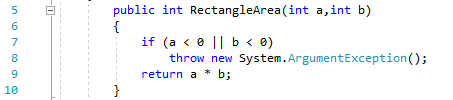 5 public int RectangleArea(int a,int b)
6 {
7 if (a < 0 || b < 0)
8 throw new System.ArgumentException();
9 return a * b;
10 }